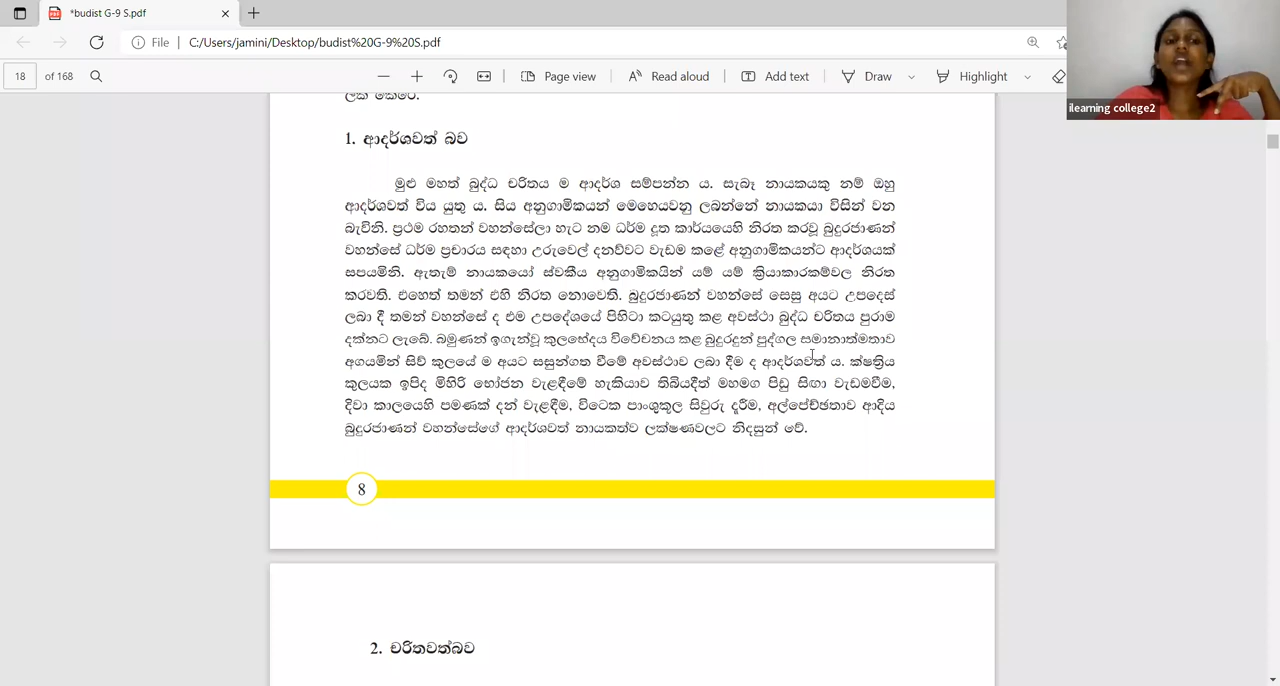 *budist G-9 S.pdf
File
C:/Users/jamini/Desktop/budist%20G-9%20S.pdf
18 of 168
Page view
Read aloud
Add text
Draw
Highlight
ilearning college2
1. ආදර්ශවත් බව
මුළු මහත් බුද්ධ චරිතය ම ආදර්ශ සම්පන්න ය. සැබෑ නායකයකු නම් ඔහු
ආදර්ශවත් විය යුතු ය. සිය අනුගාමිකයන් මෙහෙයවනු ලබන්නේ නායකයා විසින් වන
බැවිනි. ප්‍රථම රහතන් වහන්සේලා හැට නම ධර්ම දූත කාර්යයෙහි නිරත කරවූ බුදුරජාණන්
වහන්සේ ධර්ම ප්‍රචාරය සඳහා උරුවෙල් දනව්වට වැඩම කළේ අනුගාමිකයන්ට ආදර්ශයක්
සපයමිනි. ඇතැම් නායකයෝ ස්වකීය අනුගාමිකයින් යම් යම් ක්‍රියාකාරකම්වල නිරත
කරවති. එහෙත් තමන් එහි නිරත නොවෙති. බුදුරජාණන් වහන්සේ සෙසු අයට උපදෙස්
ලබා දී තමන් වහන්සේ ද එම උපදේශයේ පිහිටා කටයුතු කළ අවස්ථා බුද්ධ චරිතය පුරාම
දක්නට ලැබේ. බමුණන් ඉගැන්වූ කුලභේදය විවේචනය කළ බුදුරදුන් පුද්ගල සමානාත්මතාව
අගයමින් සිව් කුලයේ ම අයට සසුන්ගත වීමේ අවස්ථාව ලබා දීම ද ආදර්ශවත් ය. ක්ෂත්‍රිය
කුලයක ඉපිද මිහිරි භෝජන වැළඳීමේ හැකියාව තිබියදීත් මහමග පිඬු සිඟා වැඩමවීම,
දිවා කාලයෙහි පමණක් දන් වැළඳීම, විටෙක පාංශුකූල සිවුරු දැරීම, අල්පේච්ඡතාව ආදිය
බුදුරජාණන් වහන්සේගේ ආදර්ශවත් නායකත්ව ලක්ෂණවලට නිදසුන් වේ.
8
2. චරිතවත්බව